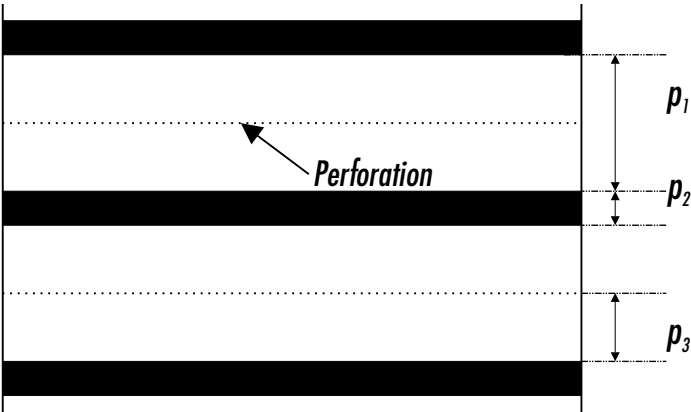 p₁
Perforation
p₂
p₃